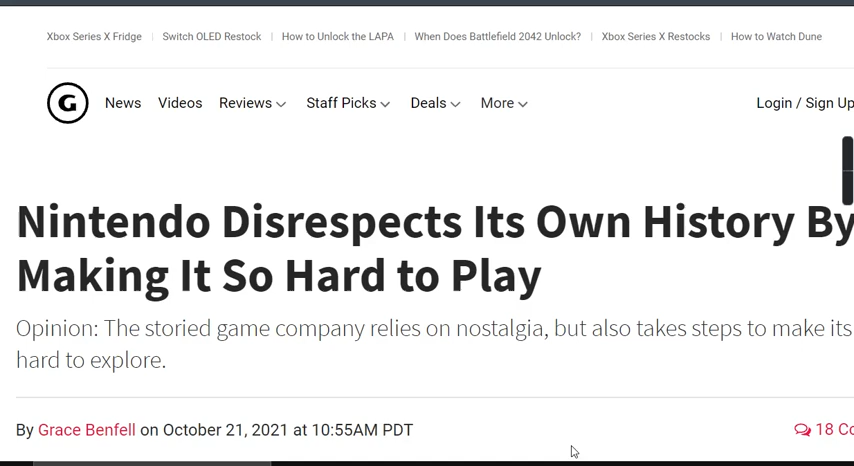 Xbox Series X Fridge Switch OLED Restock How to Unlock the LAPA When Does Battlefield 2042 Unlock? Xbox Series X Restocks How to Watch Dune
G News Videos Reviews Staff Picks Deals More Login / Sign Up
Nintendo Disrespects Its Own History By
Making It So Hard to Play
Opinion: The storied game company relies on nostalgia, but also takes steps to make its
hard to explore.
By Grace Benfell on October 21, 2021 at 10:55AM PDT 18 Co